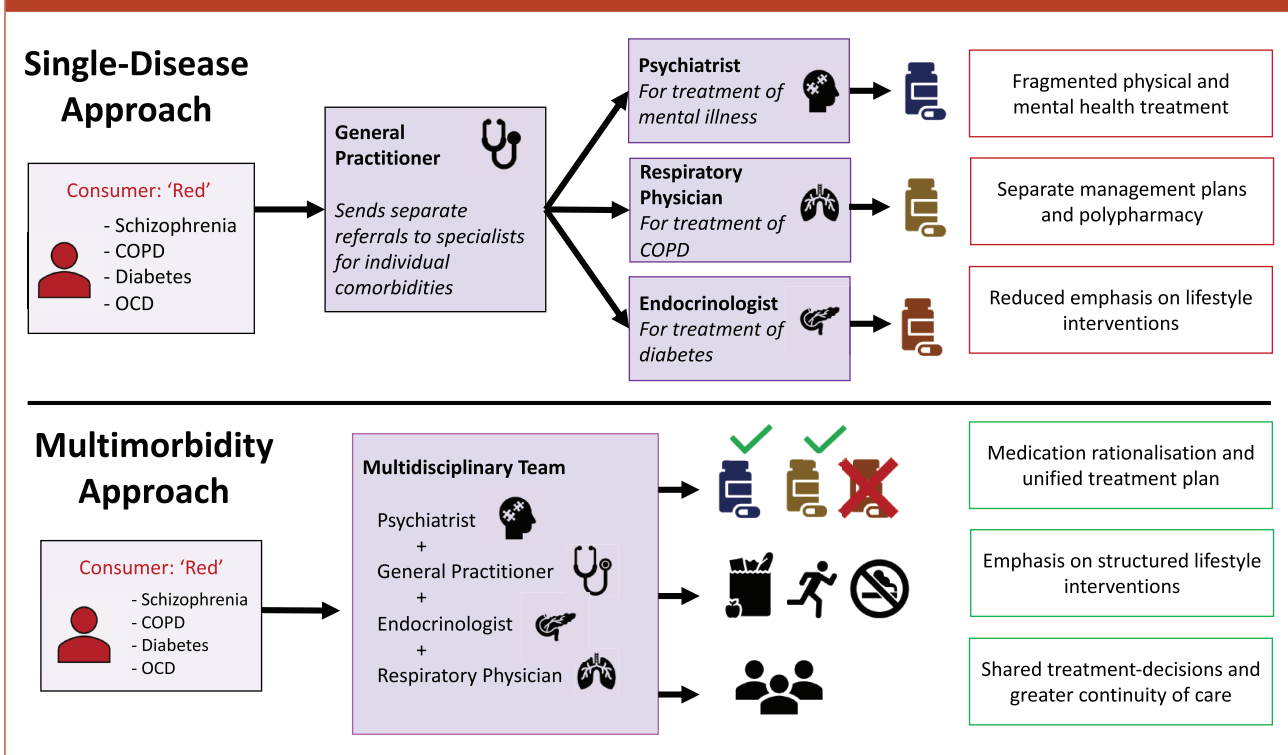 Single-Disease
Approach
Consumer: ‘Red’
- Schizophrenia
- COPD
- Diabetes
- OCD
General
Practitioner
Sends separate
referrals to specialists
for individual
comorbidities
Psychiatrist
For treatment of
mental illness
Respiratory
Physician
For treatment of
COPD
Endocrinologist
For treatment of
diabetes
Fragmented physical and
mental health treatment
Separate management plans
and polypharmacy
Reduced emphasis on lifestyle
interventions
Multimorbidity
Approach
Consumer: ‘Red’
- Schizophrenia
- COPD
- Diabetes
- OCD
Multidisciplinary Team
Psychiatrist
+
General Practitioner
+
Endocrinologist
+
Respiratory Physician
Medication rationalisation and
unified treatment plan
Emphasis on structured lifestyle
interventions
Shared treatment-decisions and
greater continuity of care